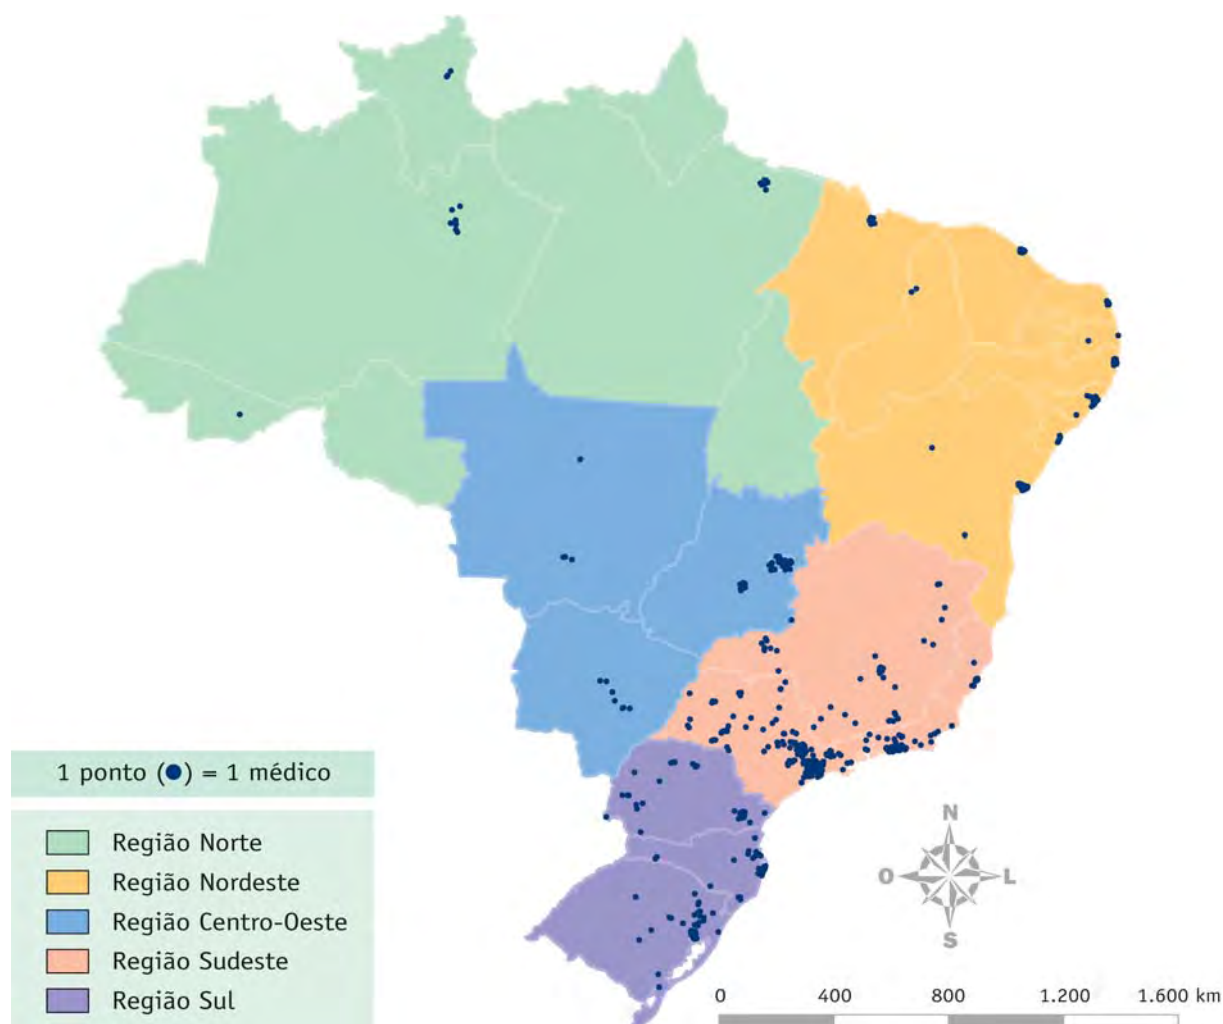 1 ponto (●) = 1 médico
Região Norte
Região Nordeste
Região Centro-Oeste
Região Sudeste
Região Sul
N
O L
S
0 400 800 1.200 1.600 km